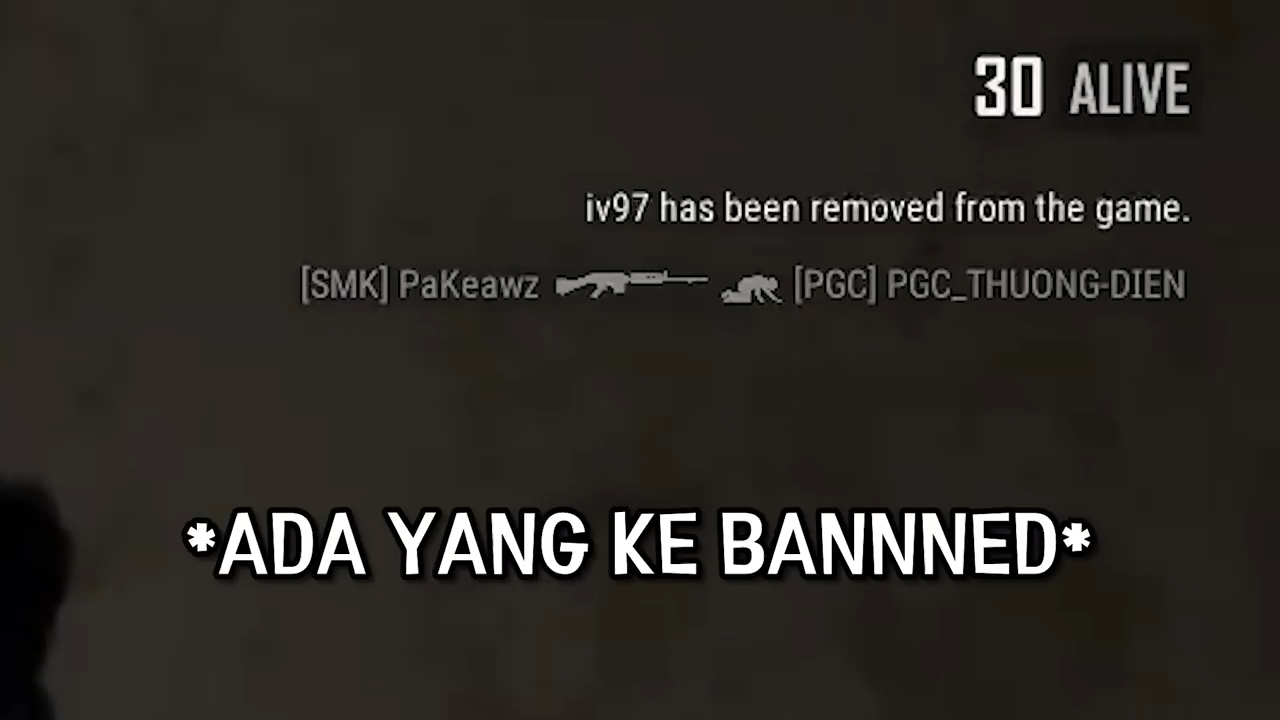 30 ALIVE
iv97 has been removed from the game.
[SMK] PaKeawz [PGC] PGC_THUONG-DIEN
*ADA YANG KE BANNNED*